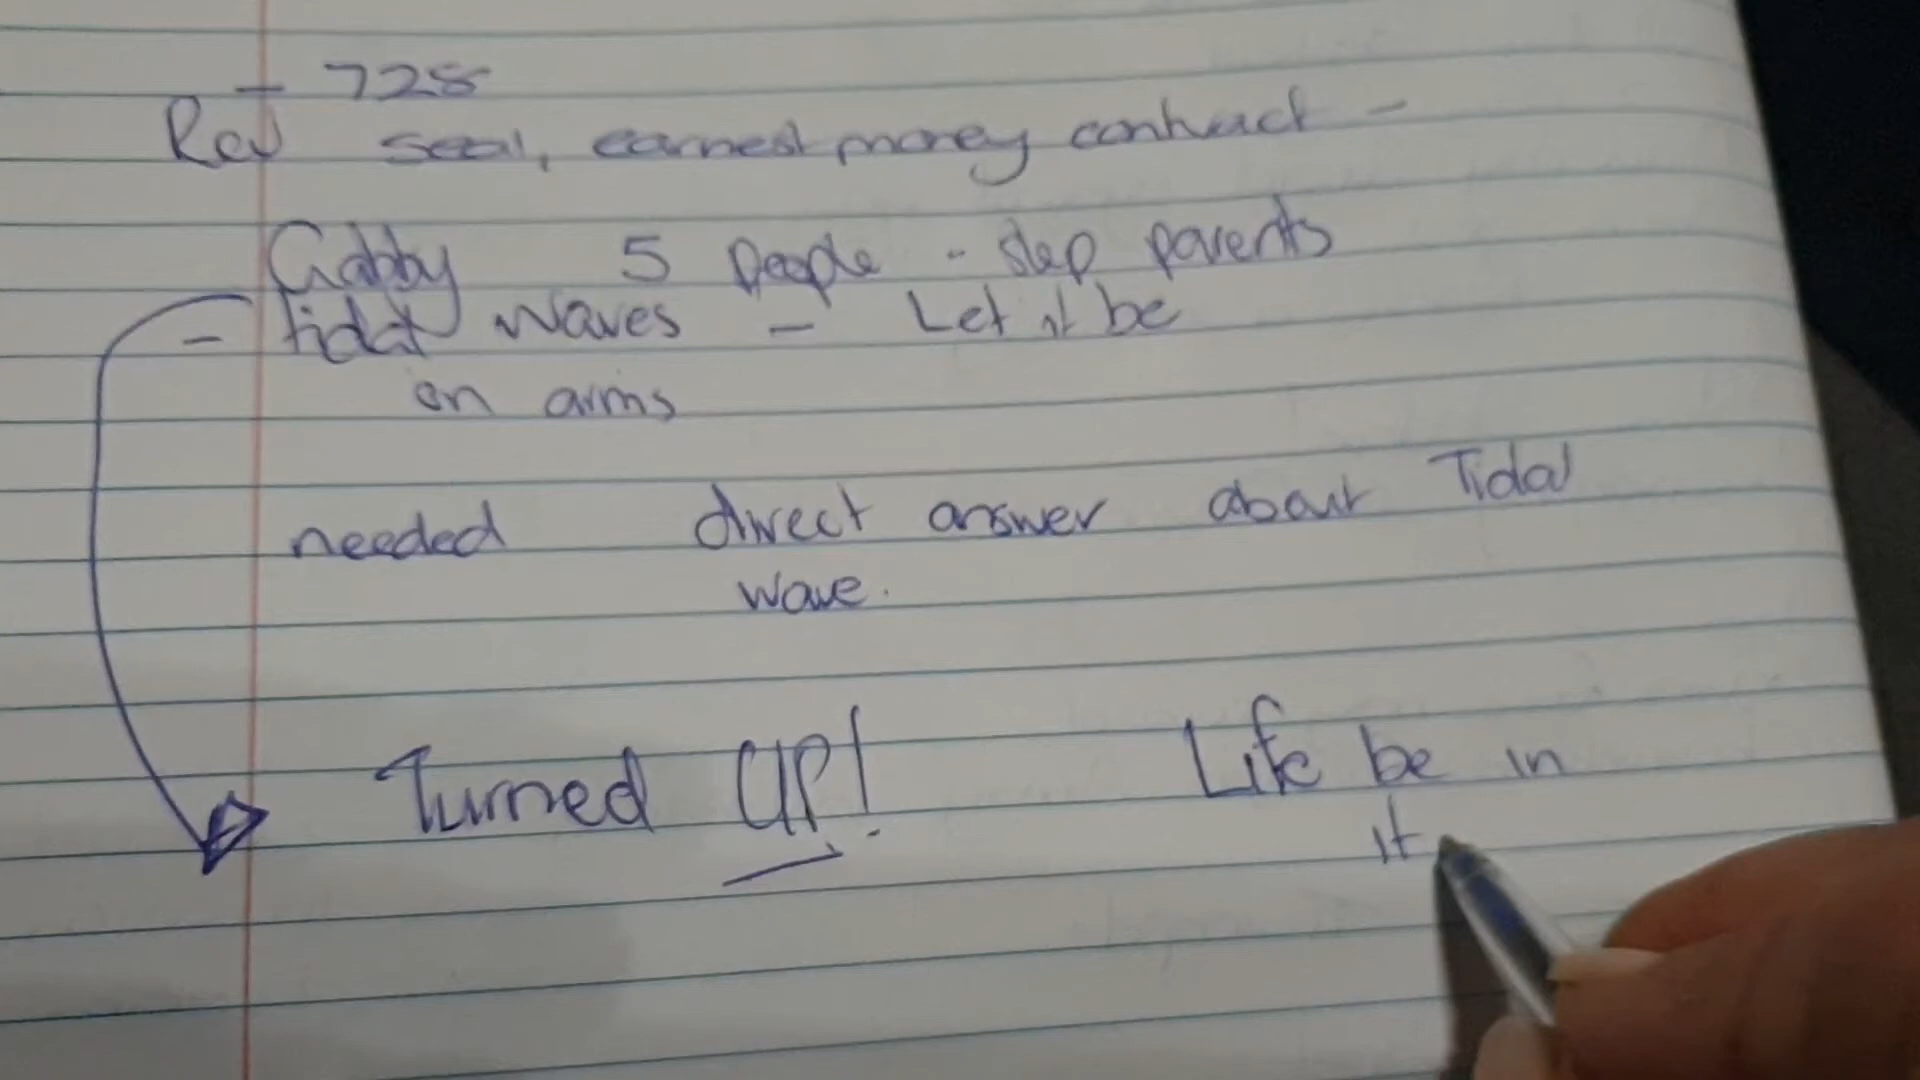 - 728
Rev seal, earnest money contract -
Gabby 5 people - step parents
- tidal waves - Let it be
on arms
needed direct answer about Tidal
wave.
Turned UP! Life be in
it